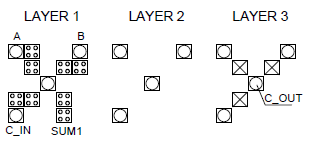 LAYER 1 LAYER 2 LAYER 3
A B
C_OUT
C_IN SUM1